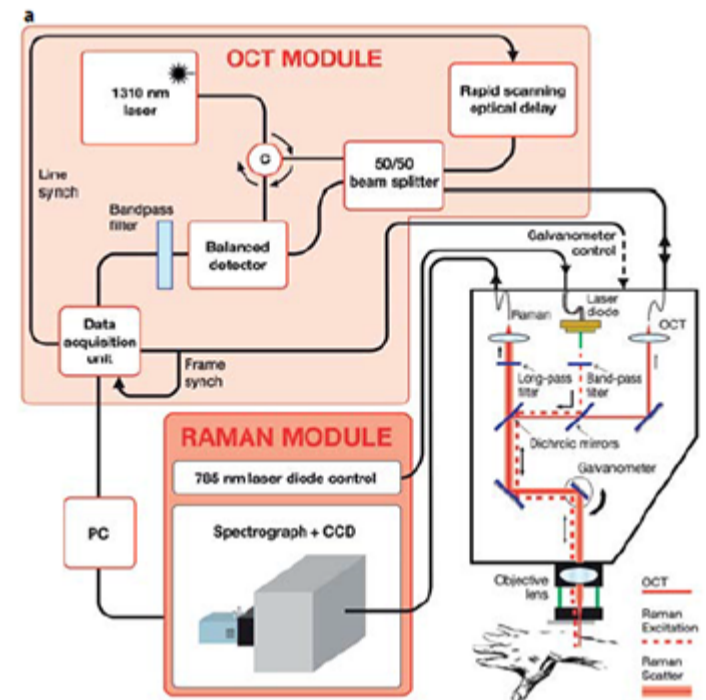 a
OCT MODULE
1310 nm
laser
Rapid scanning
optical delay
C
50/50
beam splitter
Line
synch
Bandpass
filter
Balanced
detector
Galvanometer
control
Data
acquisition
unit
Frame
synch
Raman
Laser
diode
OCT
Long-pass
filter
Band-pass
filter
Dichroic mirrors
Galvanometer
RAMAN MODULE
785 nm laser diode control
Spectrograph + CCD
PC
Objective
lens
OCT
Raman
Excitation
Raman
Scatter